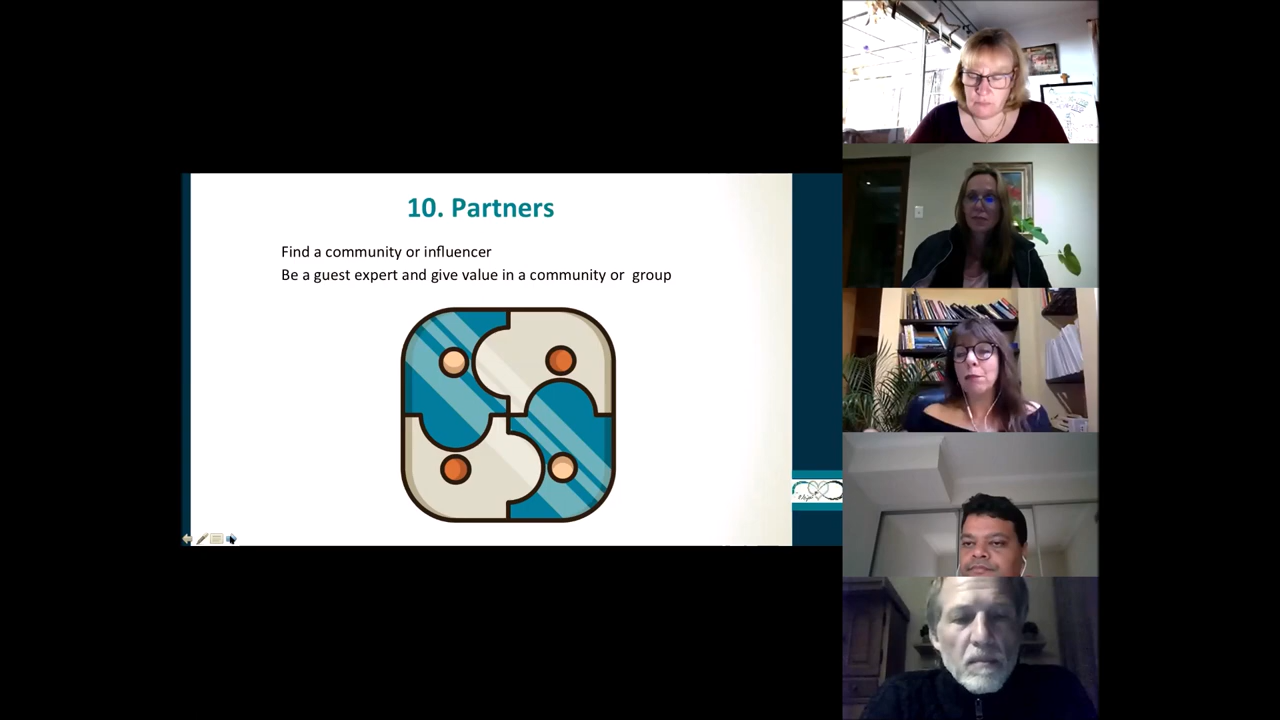 10. Partners
Find a community or influencer
Be a guest expert and give value in a community or  group